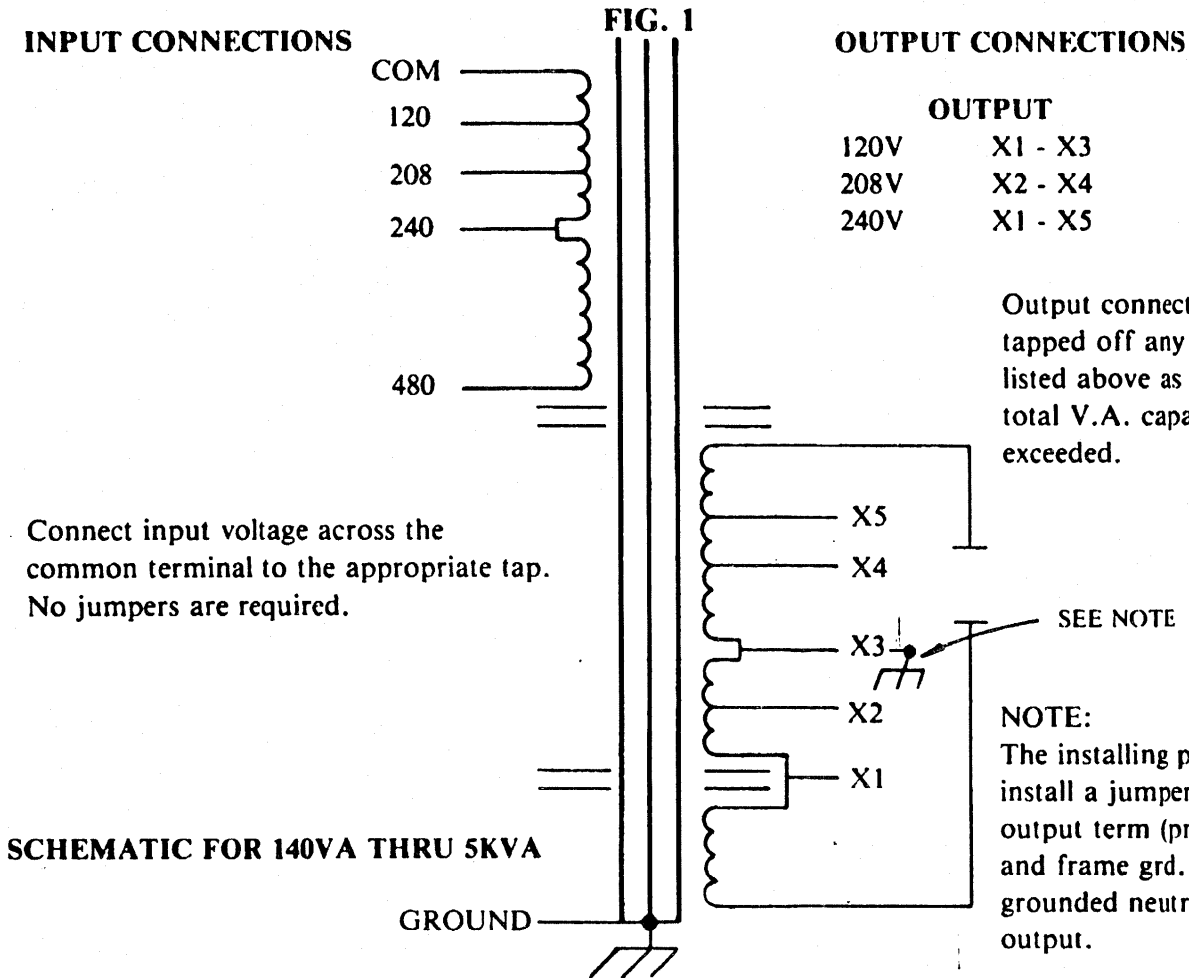 FIG. 1
INPUT CONNECTIONS
COM
120
208
240
480
Connect input voltage across the
common terminal to the appropriate tap.
No jumpers are required.
SCHEMATIC FOR 140VA THRU 5KVA
GROUND
OUTPUT CONNECTIONS
OUTPUT
120V X1 - X3
208V X2 - X4
240V X1 - X5
Output connect
tapped off any
listed above as
total V.A. capa
exceeded.
X5
X4
X3
SEE NOTE
X2
X1
NOTE:
The installing p
install a jumper
output term (pr
and frame grd.
grounded neutr
output.